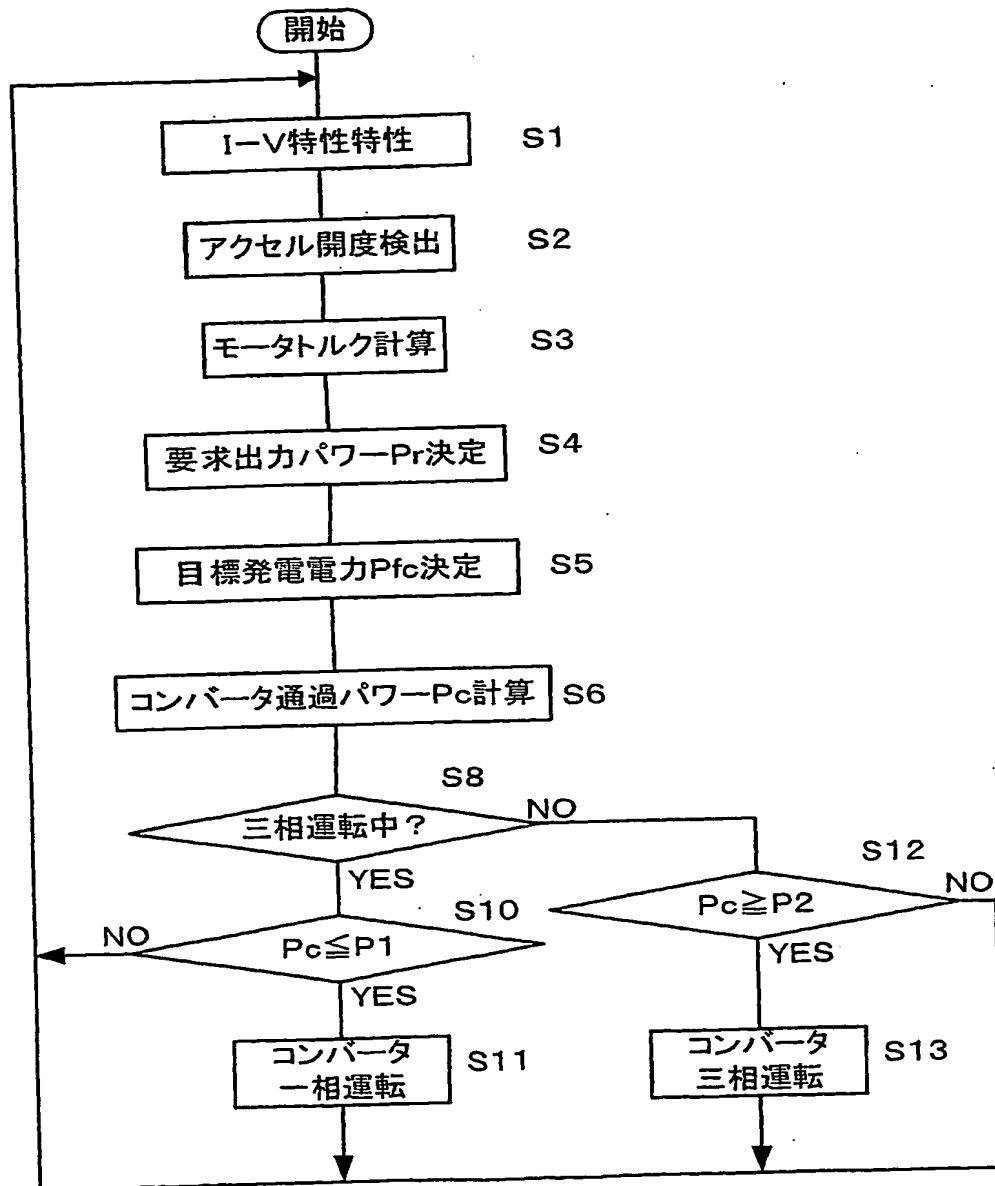 開始
I－V特性特性 S1
アクセル開度検出 S2
モータトルク計算 S3
要求出力パワーPr決定 S4
目標発電電力Pfc決定 S5
コンバータ通過パワーPc計算 S6
S8
三相運転中？ NO
YES
S12
Pc≧P2 NO
YES
S10
NO Pc≦P1
YES
コンバータ
一相運転 S11
コンバータ
三相運転 S13